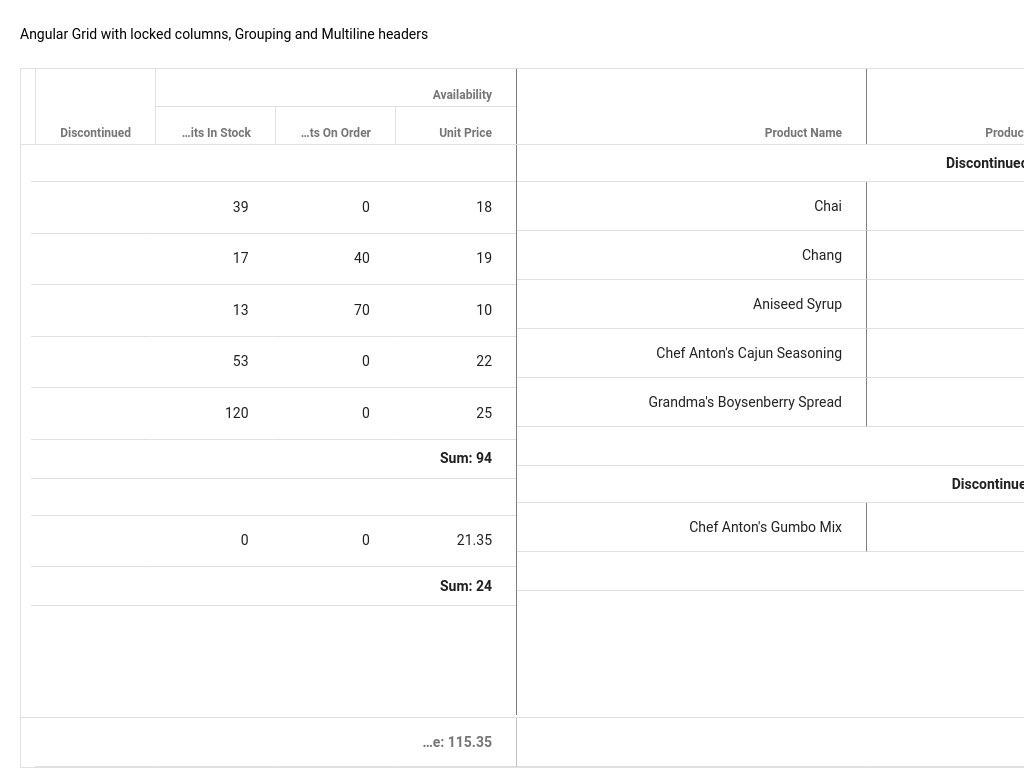 Angular Grid with locked columns, Grouping and Multiline headers
Availability
Discontinued ...its In Stock ...ts On Order Unit Price Product Name Produc
Discontinued
39 0 18 Chai
17 40 19 Chang
13 70 10 Aniseed Syrup
53 0 22 Chef Anton's Cajun Seasoning
120 0 25 Grandma's Boysenberry Spread
Sum: 94
Discontinue
0 0 21.35 Chef Anton's Gumbo Mix
Sum: 24
...e: 115.35